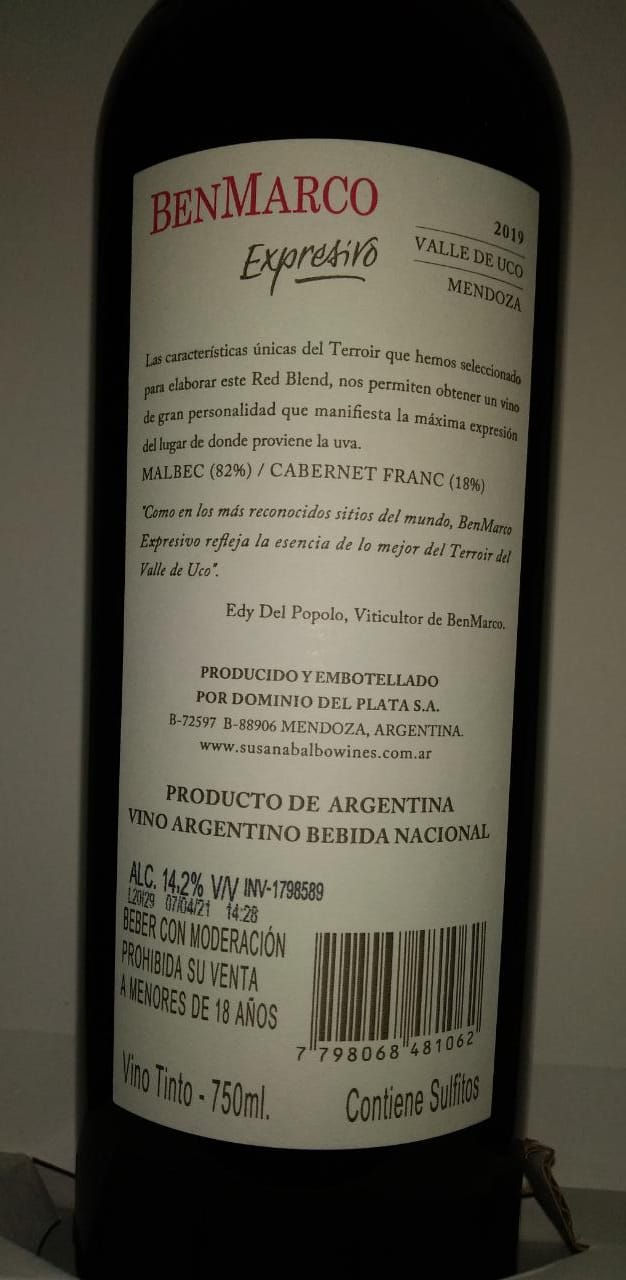 BENMARCO
Expresivo
2019
VALLE DE UCO
MENDOZA
Las características únicas del Terroir que hemos seleccionado
para elaborar este Red Blend, nos permiten obtener un vino
de gran personalidad que manifiesta la máxima expresión
del lugar de donde proviene la uva.
MALBEC (82%) / CABERNET FRANC (18%)
"Como en los más reconocidos sitios del mundo, BenMarco
Expresivo refleja la esencia de lo mejor del Terroir del
Valle de Uco".
Edy Del Popolo, Viticultor de BenMarco.
PRODUCIDO Y EMBOTELLADO
POR DOMINIO DEL PLATA S.A.
B-72597 B-88906 MENDOZA, ARGENTINA.
www.susanabalbowines.com.ar
PRODUCTO DE ARGENTINA
VINO ARGENTINO BEBIDA NACIONAL
ALC. 14,2% V/V INV-1798589
L20129 07/04/21 14:28
BEBER CON MODERACIÓN
PROHIBIDA SU VENTA
A MENORES DE 18 AÑOS
7 798068 481062
Vino Tinto - 750ml.
Contiene Sulfitos